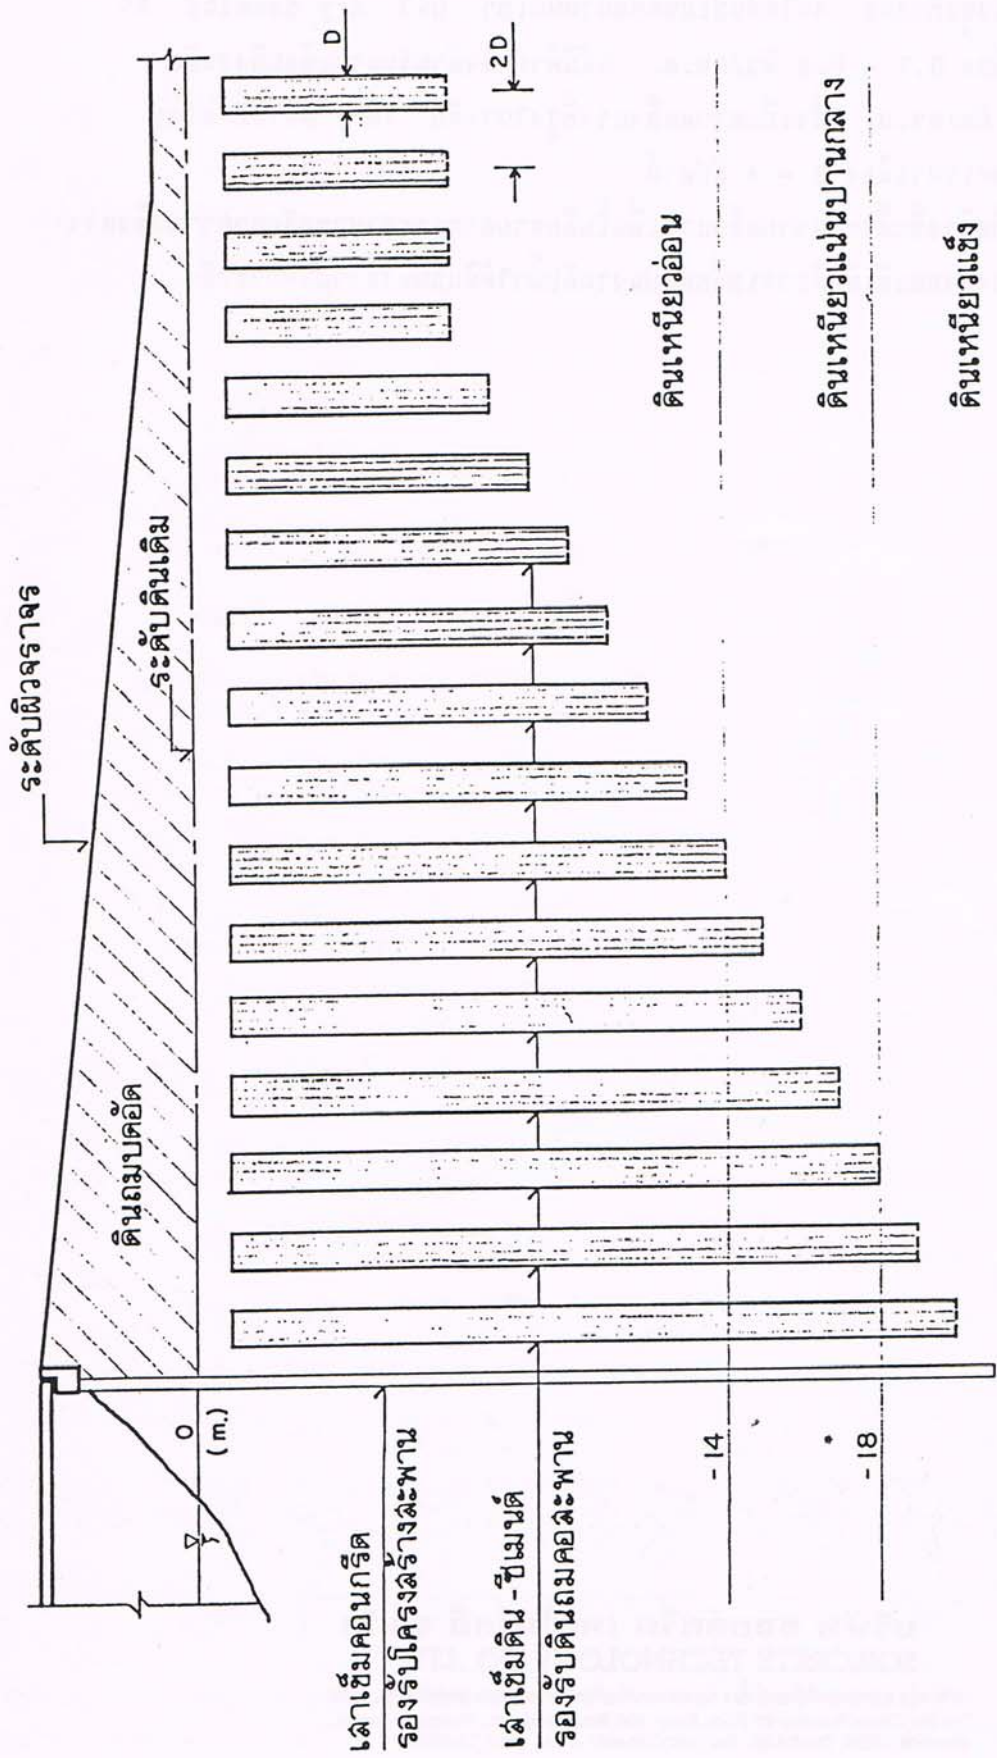 ระดับผิวจราจร
ระดับดินเดิม
ดินถมบดอัด
D
2D
0
(m.)
เสาเข็มคอนกรีต
รองรับโครงสร้างสะพาน
เสาเข็มดิน - ซีเมนต์
รองรับดินถมคอสะพาน
ดินเหนียวอ่อน
-14
ดินเหนียวแน่นปานกลาง
-18
ดินเหนียวแข็ง